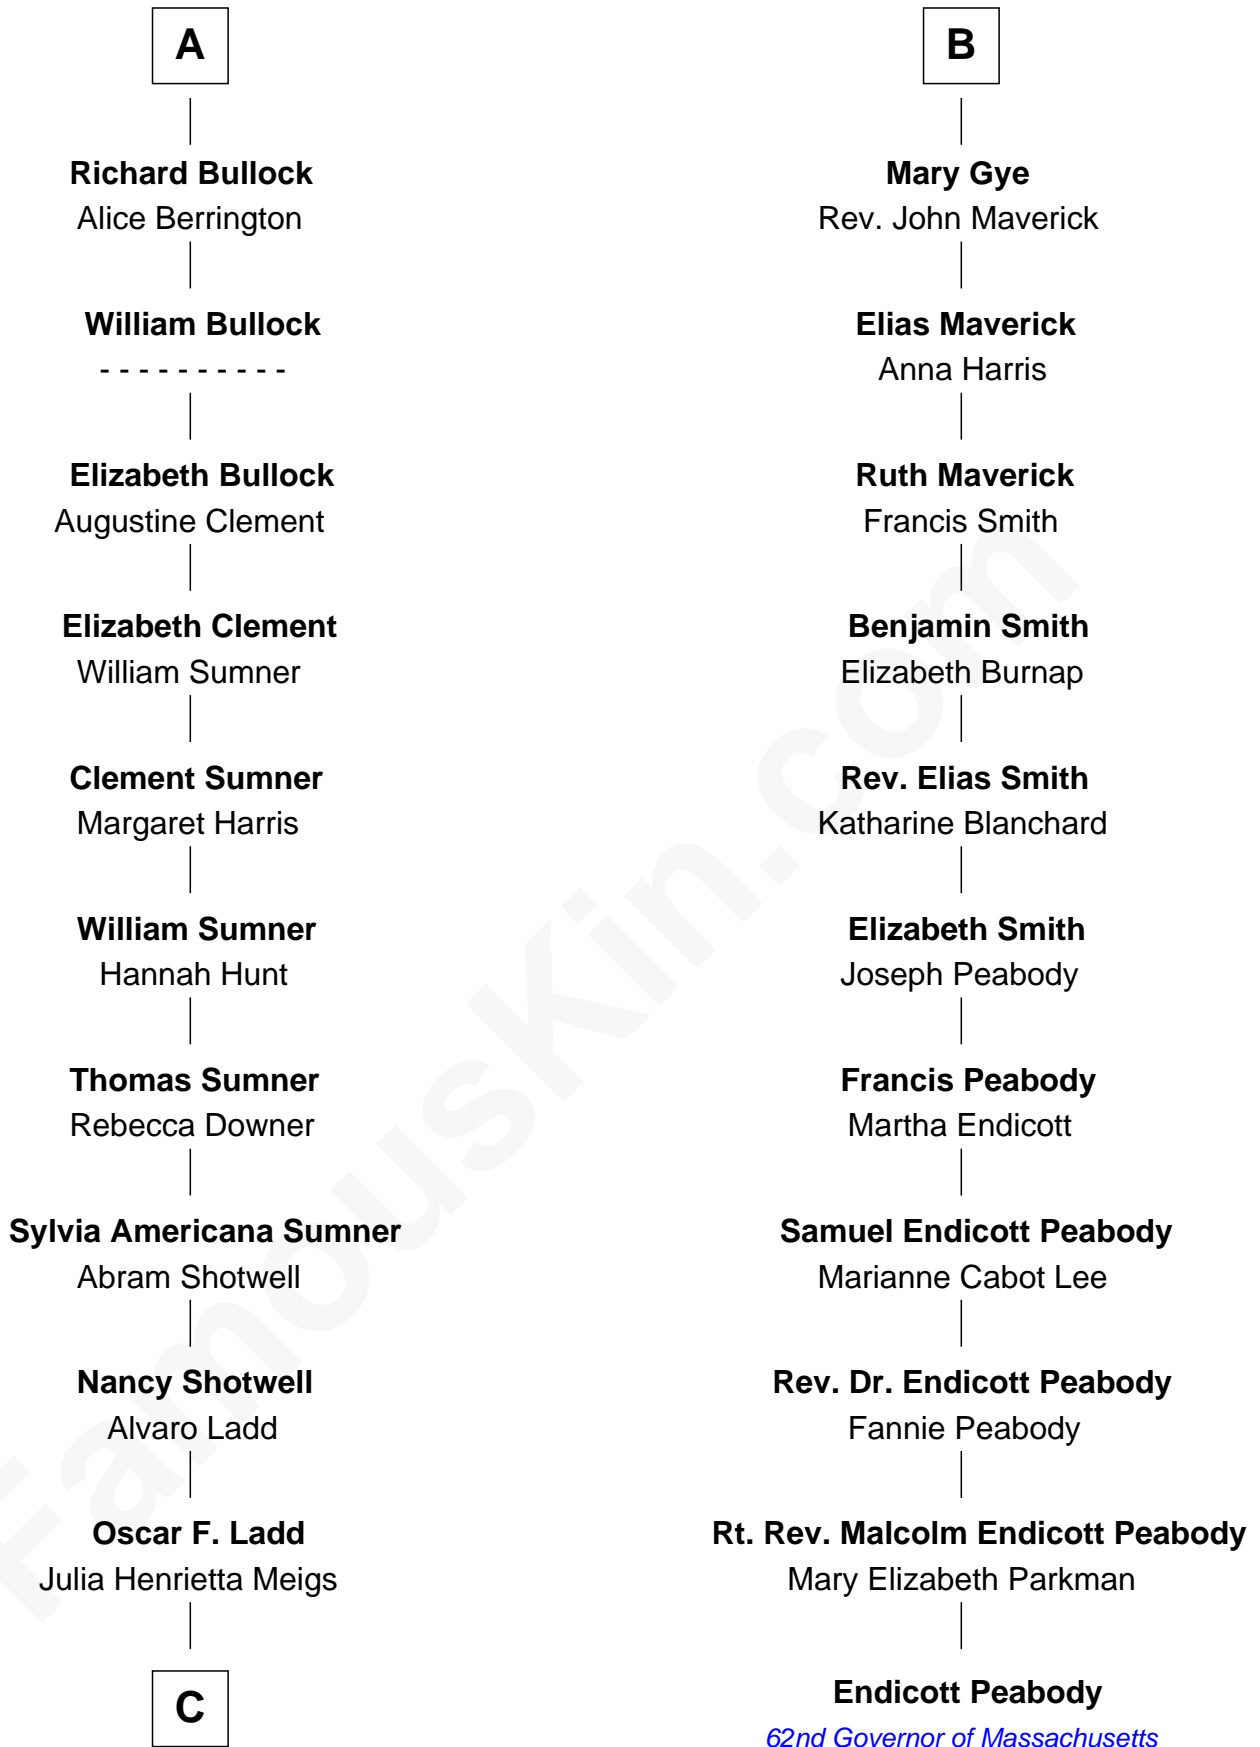 A
Richard Bullock
Alice Berrington
William Bullock
- - - - - - - - - -
Elizabeth Bullock
Augustine Clement
Elizabeth Clement
William Sumner
Clement Sumner
Margaret Harris
William Sumner
Hannah Hunt
Thomas Sumner
Rebecca Downer
Sylvia Americana Sumner
Abram Shotwell
Nancy Shotwell
Alvaro Ladd
Oscar F. Ladd
Julia Henrietta Meigs
C
B
Mary Gye
Rev. John Maverick
Elias Maverick
Anna Harris
Ruth Maverick
Francis Smith
Benjamin Smith
Elizabeth Burnap
Rev. Elias Smith
Katharine Blanchard
Elizabeth Smith
Joseph Peabody
Francis Peabody
Martha Endicott
Samuel Endicott Peabody
Marianne Cabot Lee
Rev. Dr. Endicott Peabody
Fannie Peabody
Rt. Rev. Malcolm Endicott Peabody
Mary Elizabeth Parkman
Endicott Peabody
62nd Governor of Massachusetts
FamousKin.com